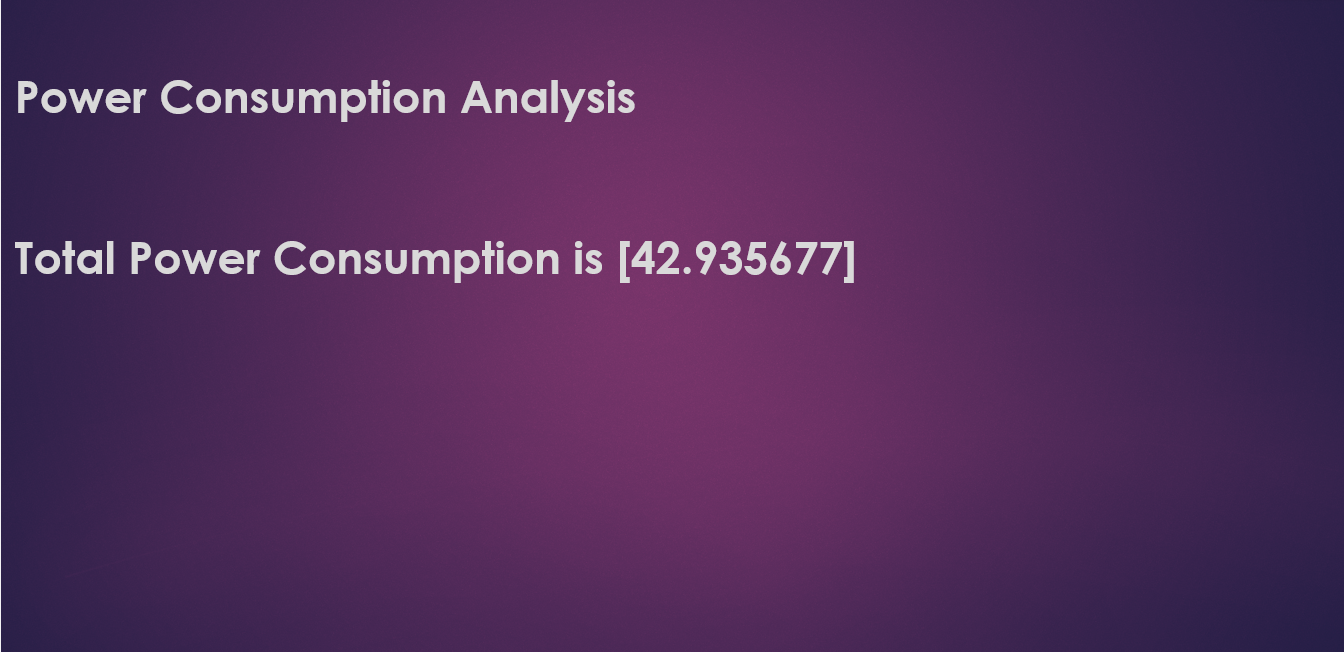 Power Consumption Analysis
Total Power Consumption is [42.935677]